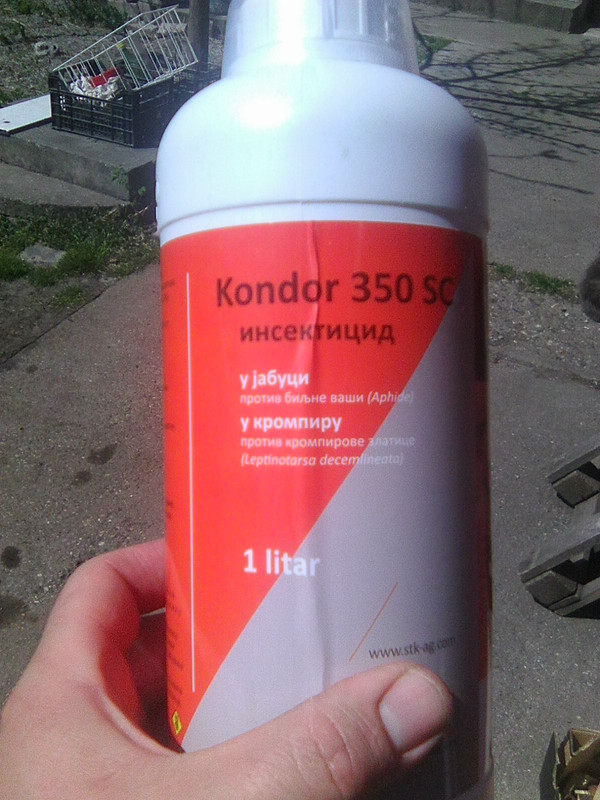 Kondor 350 SC
инсектицид
у јабуци
против биљне ваши (Aphide)
у кромпиру
против кромпирове златице
(Leptinotarsa decemlineata)
1 litar
www.stk-ag.com